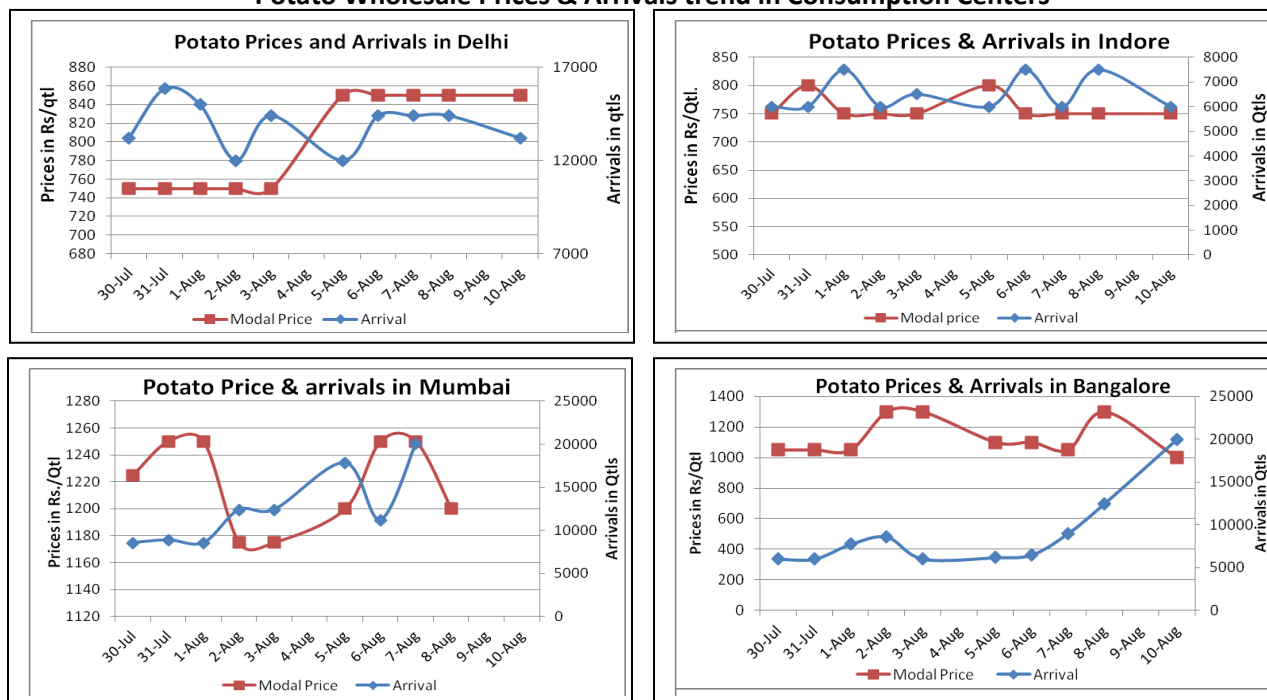 Potato Wholesale Prices & Arrivals trend in Consumption Centers
Potato Prices and Arrivals in Delhi
Prices in Rs/qtl
880
860
840
820
800
780
760
740
720
700
680
17000
12000
7000
Arrivals in qtls
30-Jul 31-Jul 1-Aug 2-Aug 3-Aug 4-Aug 5-Aug 6-Aug 7-Aug 8-Aug 9-Aug 10-Aug
Modal Price Arrival
Potato Prices & Arrivals in Indore
Prices in Rs/Qtl.
850
800
750
700
650
600
550
500
8000
7000
6000
5000
4000
3000
2000
1000
0
Arrivals in Qtls
30-Jul 31-Jul 1-Aug 2-Aug 3-Aug 4-Aug 5-Aug 6-Aug 7-Aug 8-Aug 9-Aug 10-Aug
Modal price Arrival
Potato Price & arrivals in Mumbai
Prices in Rs./Qtl
1280
1260
1240
1220
1200
1180
1160
1140
1120
25000
20000
15000
10000
5000
0
Arrivals in Qtls
30-Jul 31-Jul 1-Aug 2-Aug 3-Aug 4-Aug 5-Aug 6-Aug 7-Aug 8-Aug 9-Aug 10-Aug
Modal Price Arrival
Potato Prices & Arrivals in Bangalore
Prices in Rs/Qtl
1400
1200
1000
800
600
400
200
0
25000
20000
15000
10000
5000
0
Arrivals in Qtls
30-Jul 31-Jul 1-Aug 2-Aug 3-Aug 4-Aug 5-Aug 6-Aug 7-Aug 8-Aug 9-Aug 10-Aug
Modal Price Arrival